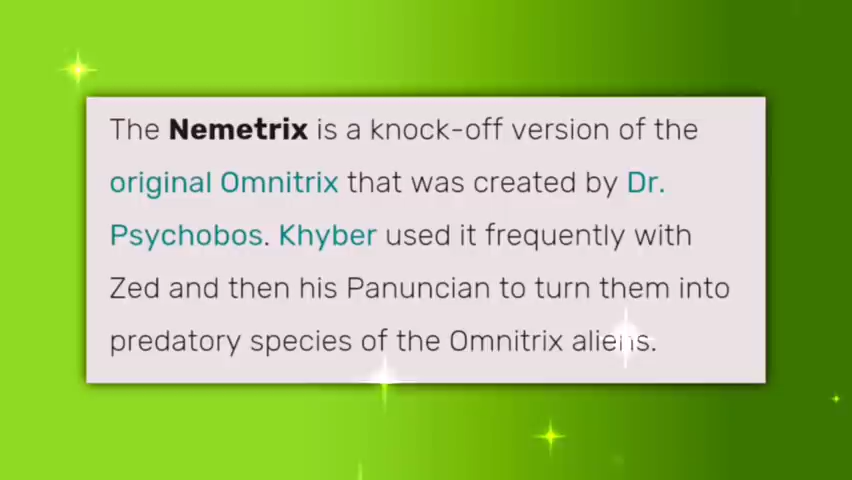 The Nemetrix is a knock-off version of the
original Omnitrix that was created by Dr.
Psychobos. Khyber used it frequently with
Zed and then his Panuncian to turn them into
predatory species of the Omnitrix aliens.